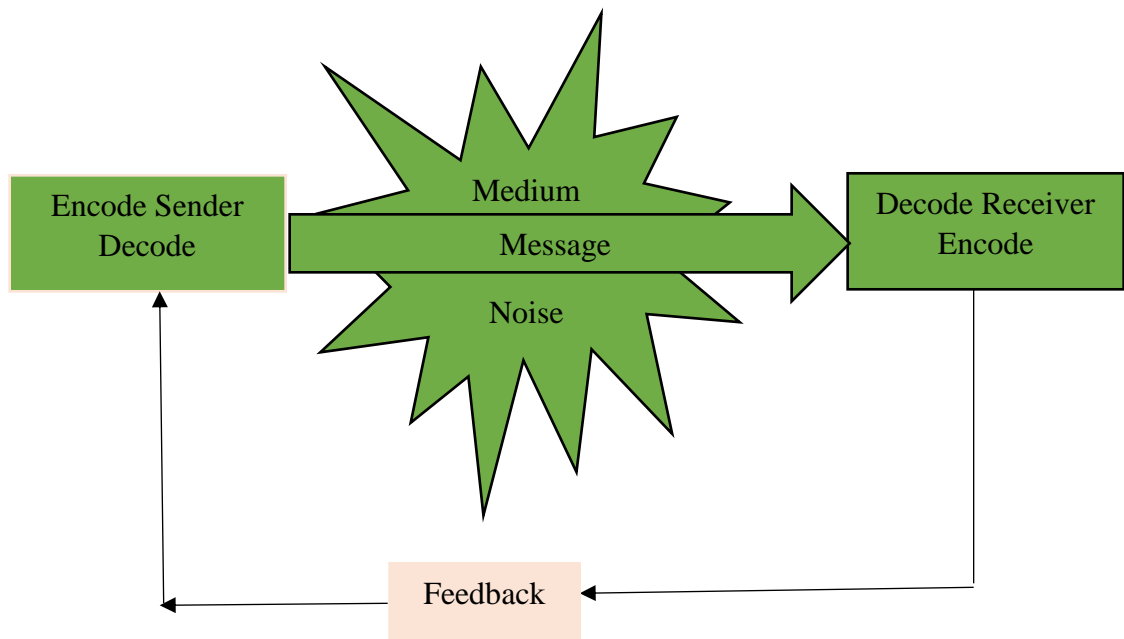 Encode Sender
Decode
Medium
Message
Noise
Decode Receiver
Encode
Feedback